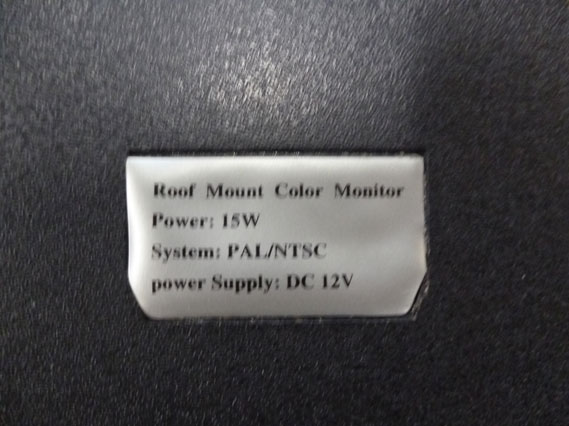 Roof Mount Color Monitor
Power: 15W
System: PAL/NTSC
power Supply: DC 12V